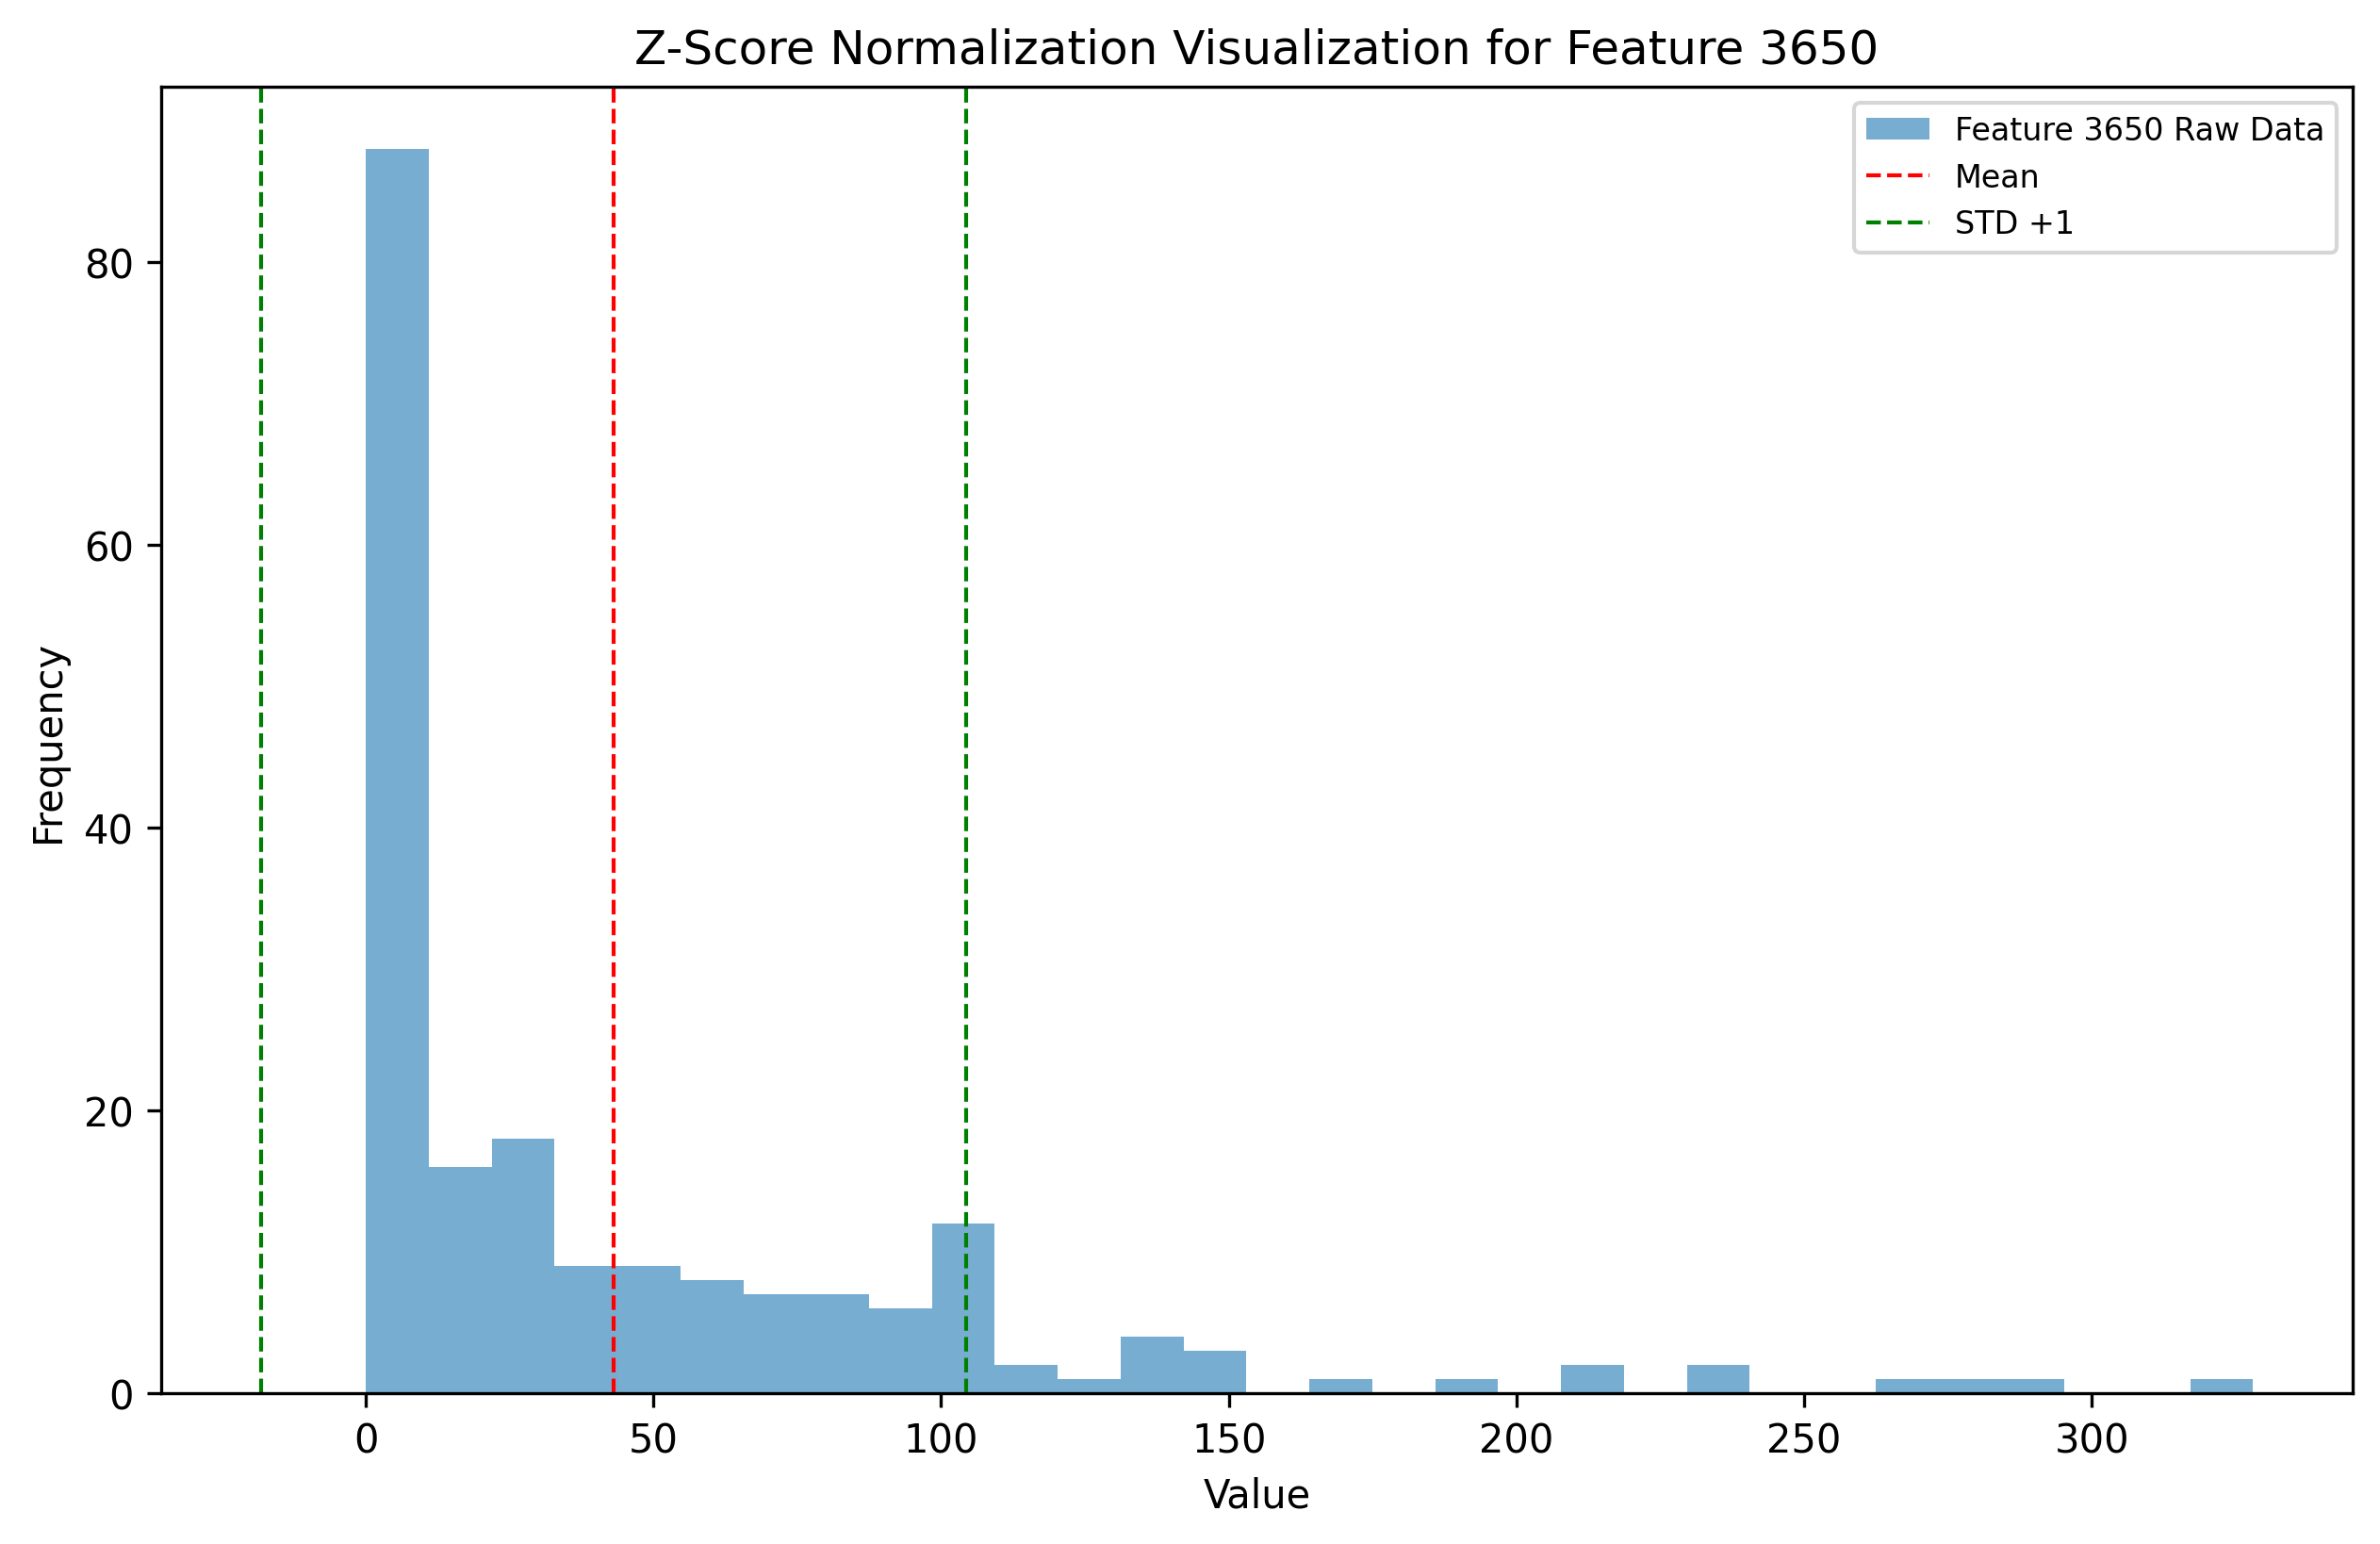 Z-Score Normalization Visualization for Feature 3650
Feature 3650 Raw Data
Mean
STD +1
80
60
40
20
0
Frequency
0 50 100 150 200 250 300
Value